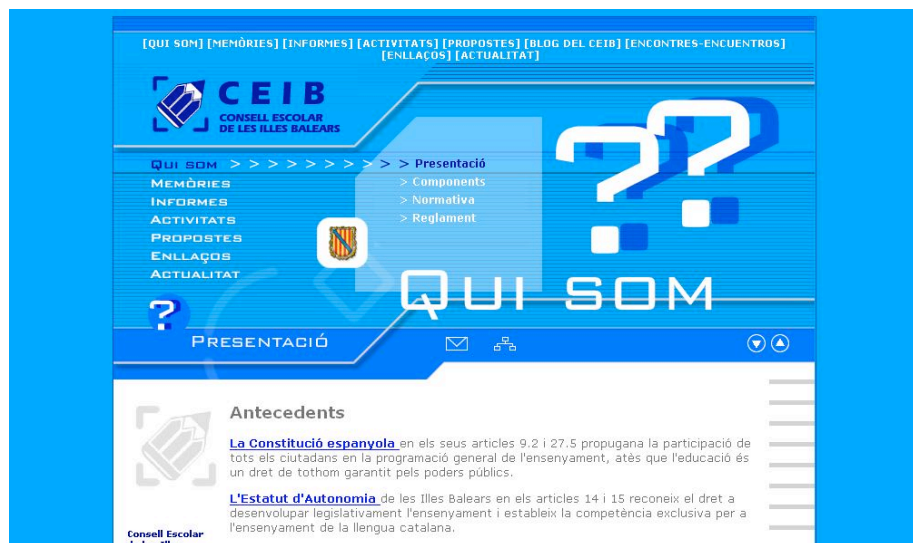 [QUI SOM] [MEMÒRIES] [INFORMES] [ACTIVITATS] [PROPOSTES] [BLOG DEL CEIB] [ENCONTRES-ENCUENTROS]
[ENLLAÇOS] [ACTUALITAT]
CEIB
CONSELL ESCOLAR
DE LES ILLES BALEARS
QUI SOM > > > > > > > > > > Presentació
MEMÒRIES
> Components
INFORMES
> Normativa
ACTIVITATS
> Reglament
PROPOSTES
ENLLAÇOS
ACTUALITAT
??
QUI SOM
?
PRESENTACIÓ
Antecedents
La Constitució espanyola en els seus articles 9.2 i 27.5 propugana la participació de
tots els ciutadans en la programació general de l'ensenyament, atès que l'educació és
un dret de tothom garantit pels poders públics.
L'Estatut d'Autonomia de les Illes Balears en els articles 14 i 15 reconeix el dret a
desenvolupar legislativament l'ensenyament i estableix la competència exclusiva per a
l'ensenyament de la llengua catalana.
Consell Escolar